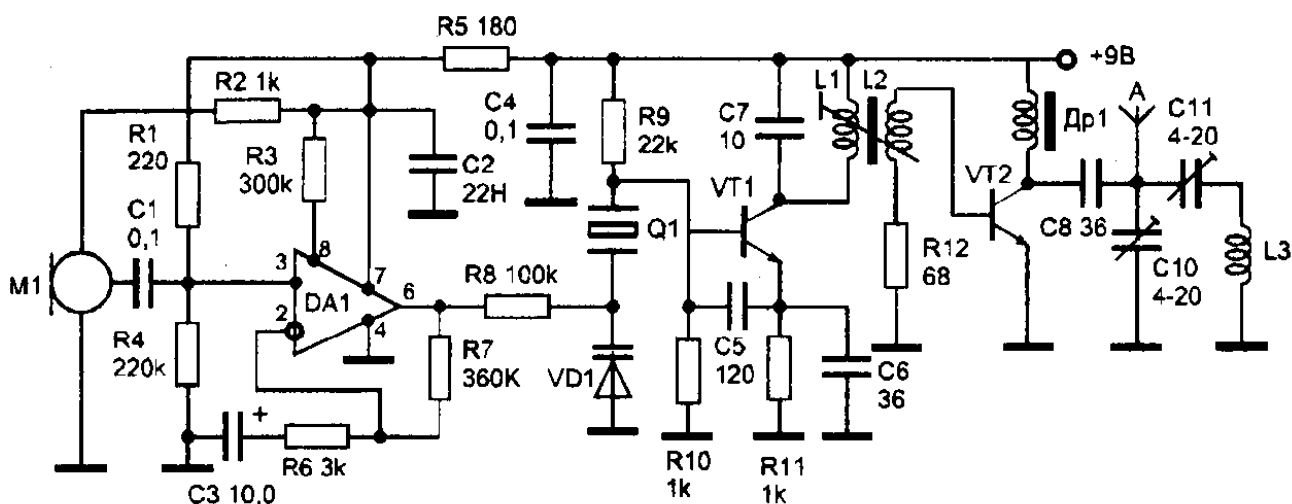 R5 180
+9В
R2 1k
L1
L2
А
C11
4-20
C4
0,1
R9
22k
C7
10
Др1
R1
220
R3
300k
C2
22H
VT1
VT2
C1
0,1
Q1
C8 36
M1
3
8
7
DA1
6
R8 100k
R12
68
C10
4-20
L3
2
4
R4
220k
R7
360K
VD1
C5
120
C6
36
+
R6 3k
C3 10,0
R10
1k
R11
1k